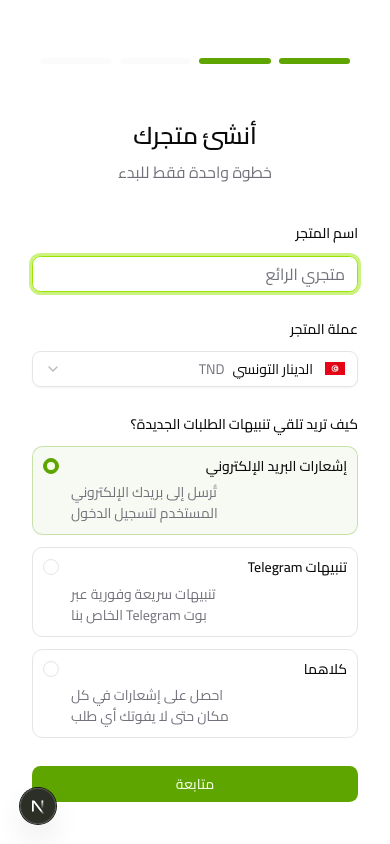 أنشئ متجرك
خطوة واحدة فقط للبدء
اسم المتجر
متجري الرائع
عملة المتجر
الدينار التونسي TND
كيف تريد تلقي تنبيهات الطلبات الجديدة؟
إشعارات البريد الإلكتروني
تُرسل إلى بريدك الإلكتروني
المستخدم لتسجيل الدخول
تنبيهات Telegram
تنبيهات سريعة وفورية عبر
بوت Telegram الخاص بنا
كلاهما
احصل على إشعارات في كل
مكان حتى لا يفوتك أي طلب
متابعة
N